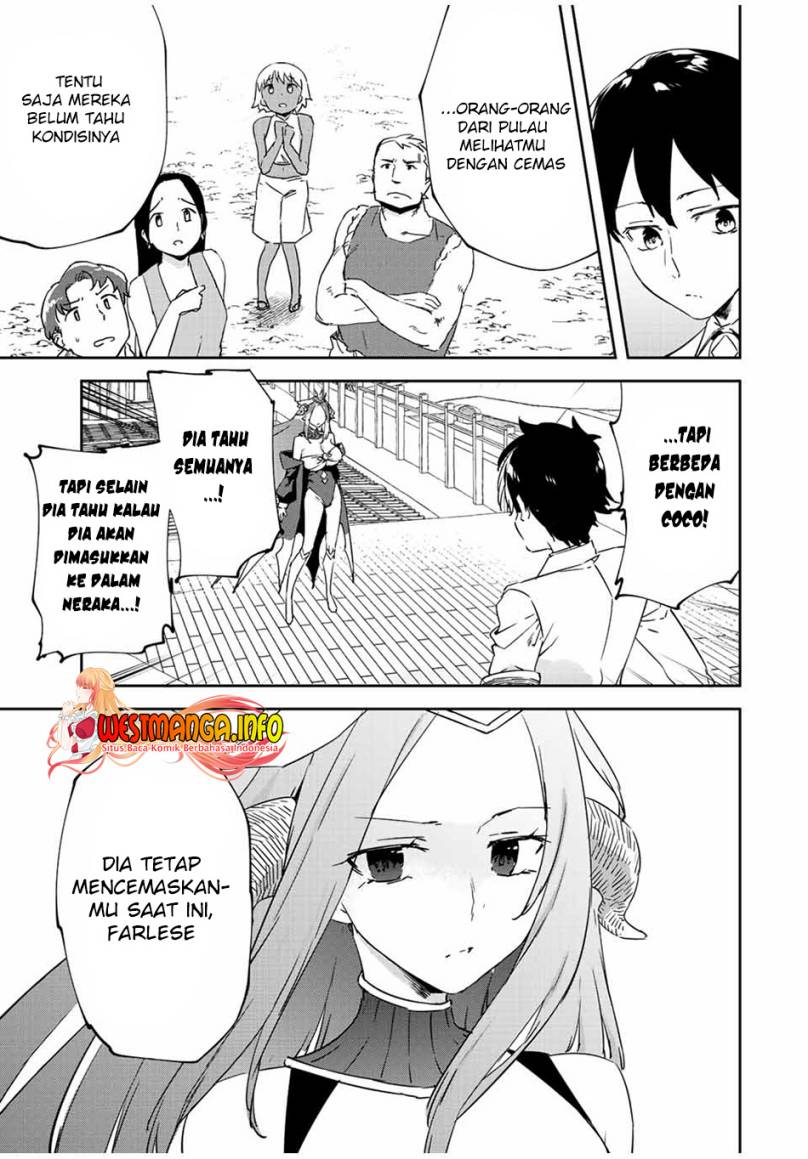 ...ORANG-ORANG
DARI PULAU
MELIHATMU
DENGAN CEMAS
TENTU
SAJA MEREKA
BELUM TAHU
KONDISINYA
...TAPI
BERBEDA
DENGAN
COCO!
DIA TAHU
SEMUANYA
...!
TAPI SELAIN
DIA TAHU KALAU
DIA AKAN
DIMASUKKAN
KE DALAM
NERAKA...!
WESTMANGA.INFO
Situs Baca Komik Berbahasa Indonesia
DIA TETAP
MENCEMASKAN-
MU SAAT INI,
FARLESE